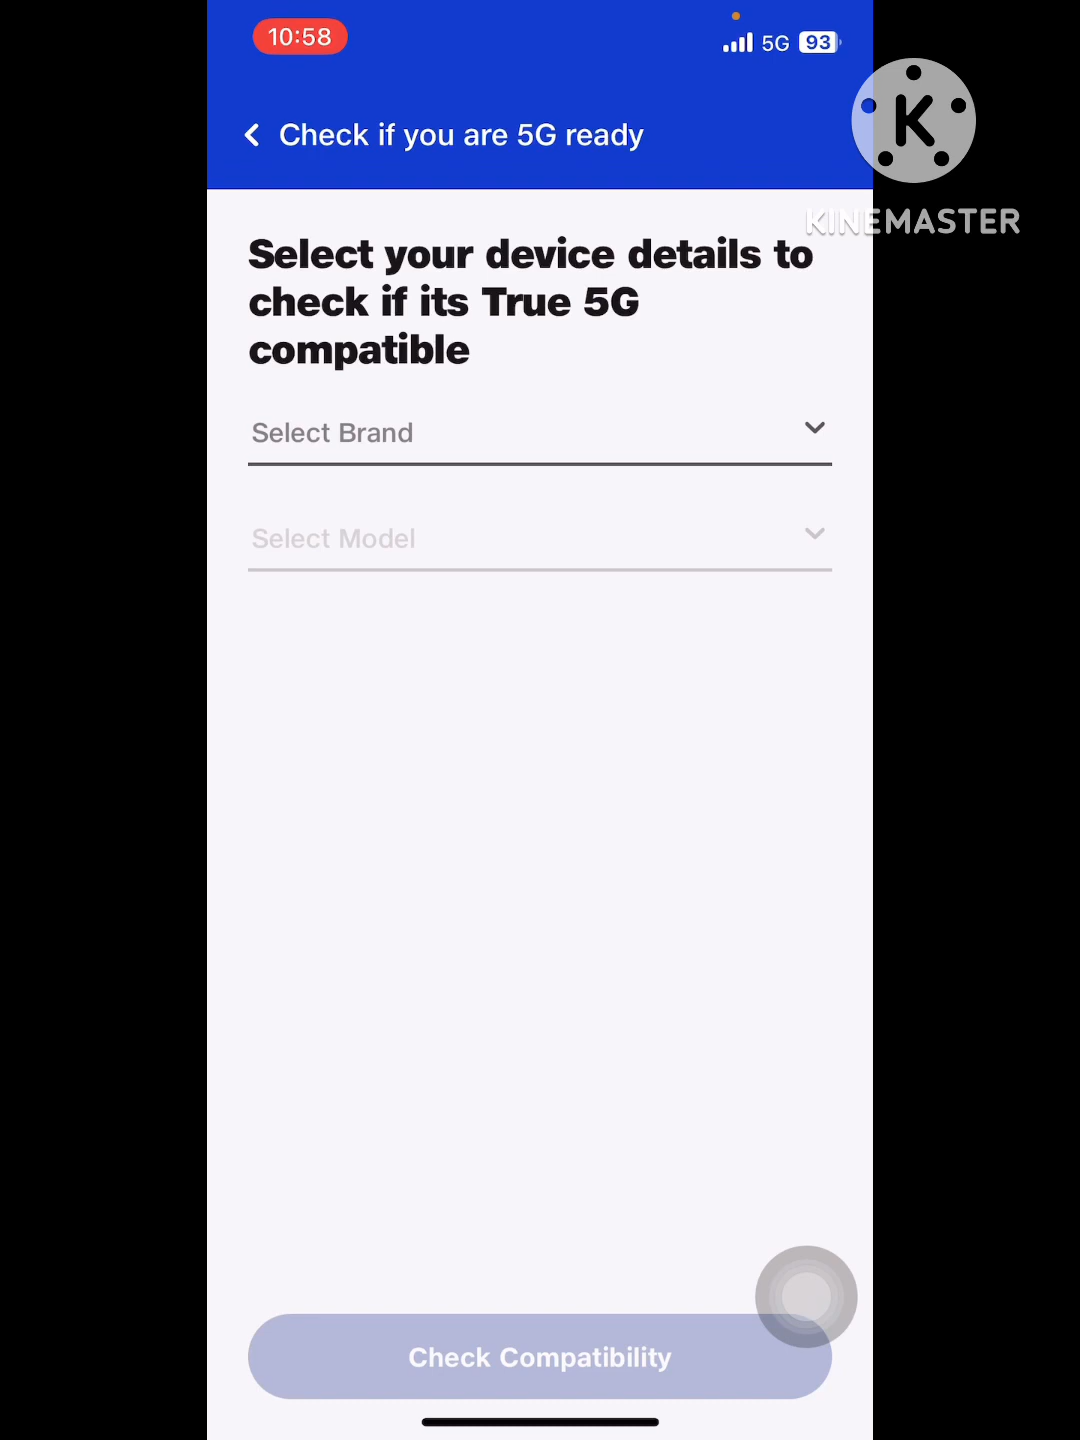 10:58
5G 93
K
KINEMASTER
Check if you are 5G ready
Select your device details to
check if its True 5G
compatible
Select Brand
Select Model
Check Compatibility